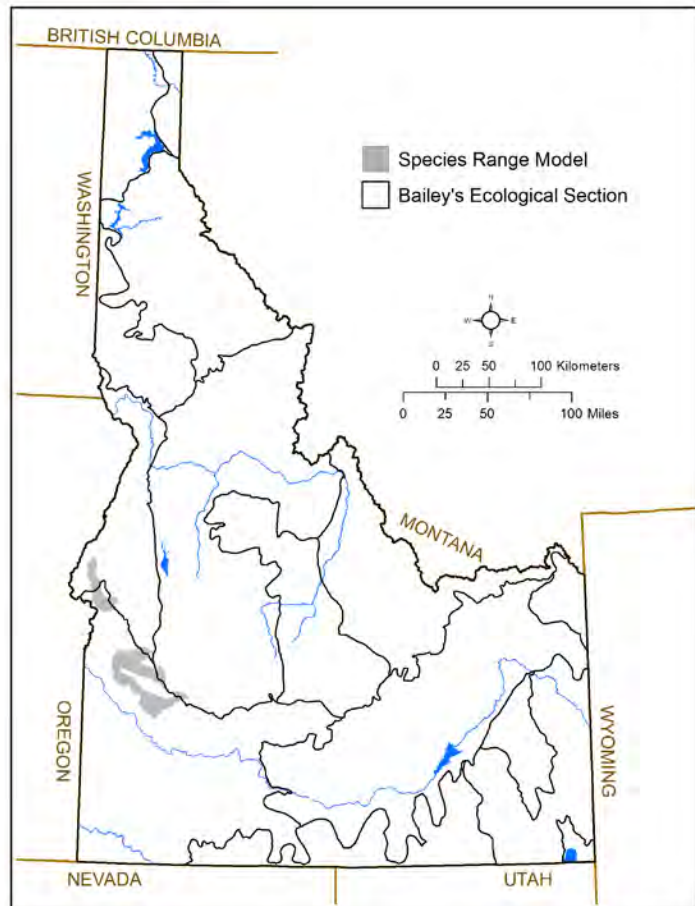 BRITISH COLUMBIA
WASHINGTON
Species Range Model
Bailey's Ecological Section
N
W E
S
0 25 50 100 Kilometers
0 25 50 100 Miles
MONTANA
OREGON
WYOMING
NEVADA
UTAH